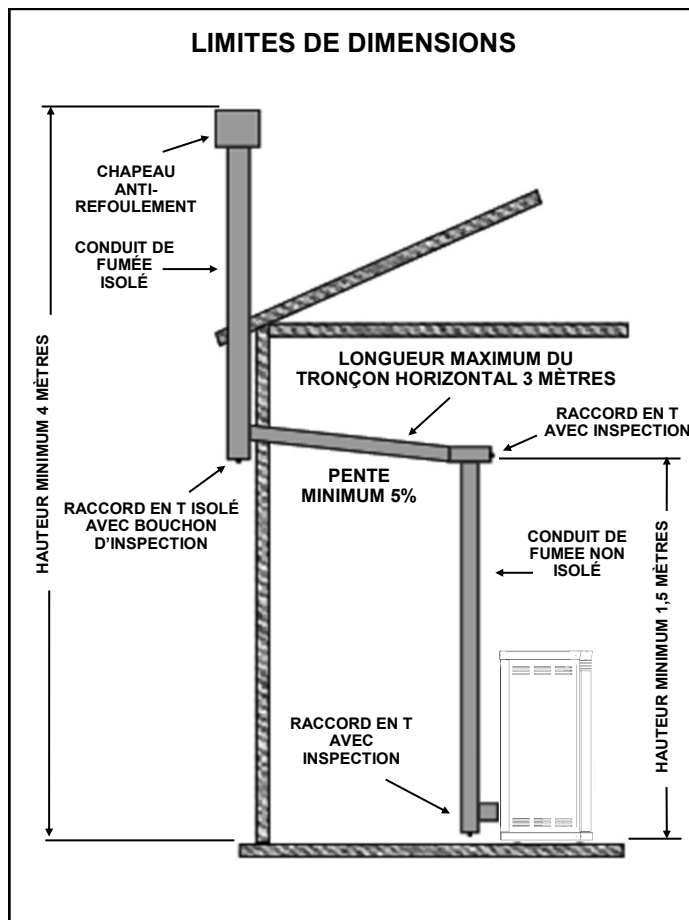 LIMITES DE DIMENSIONS
CHAPEAU
ANTI-
REFOULEMENT
CONDUIT DE
FUMÉE
ISOLÉ
HAUTEUR MINIMUM 4 MÈTRES
LONGUEUR MAXIMUM DU
TRONÇON HORIZONTAL 3 MÈTRES
RACCORD EN T
AVEC INSPECTION
PENTE
MINIMUM 5%
RACCORD EN T ISOLÉ
AVEC BOUCHON
D'INSPECTION
CONDUIT DE
FUMEE NON
ISOLÉ
HAUTEUR MINIMUM 1,5 MÈTRES
RACCORD EN T
AVEC
INSPECTION